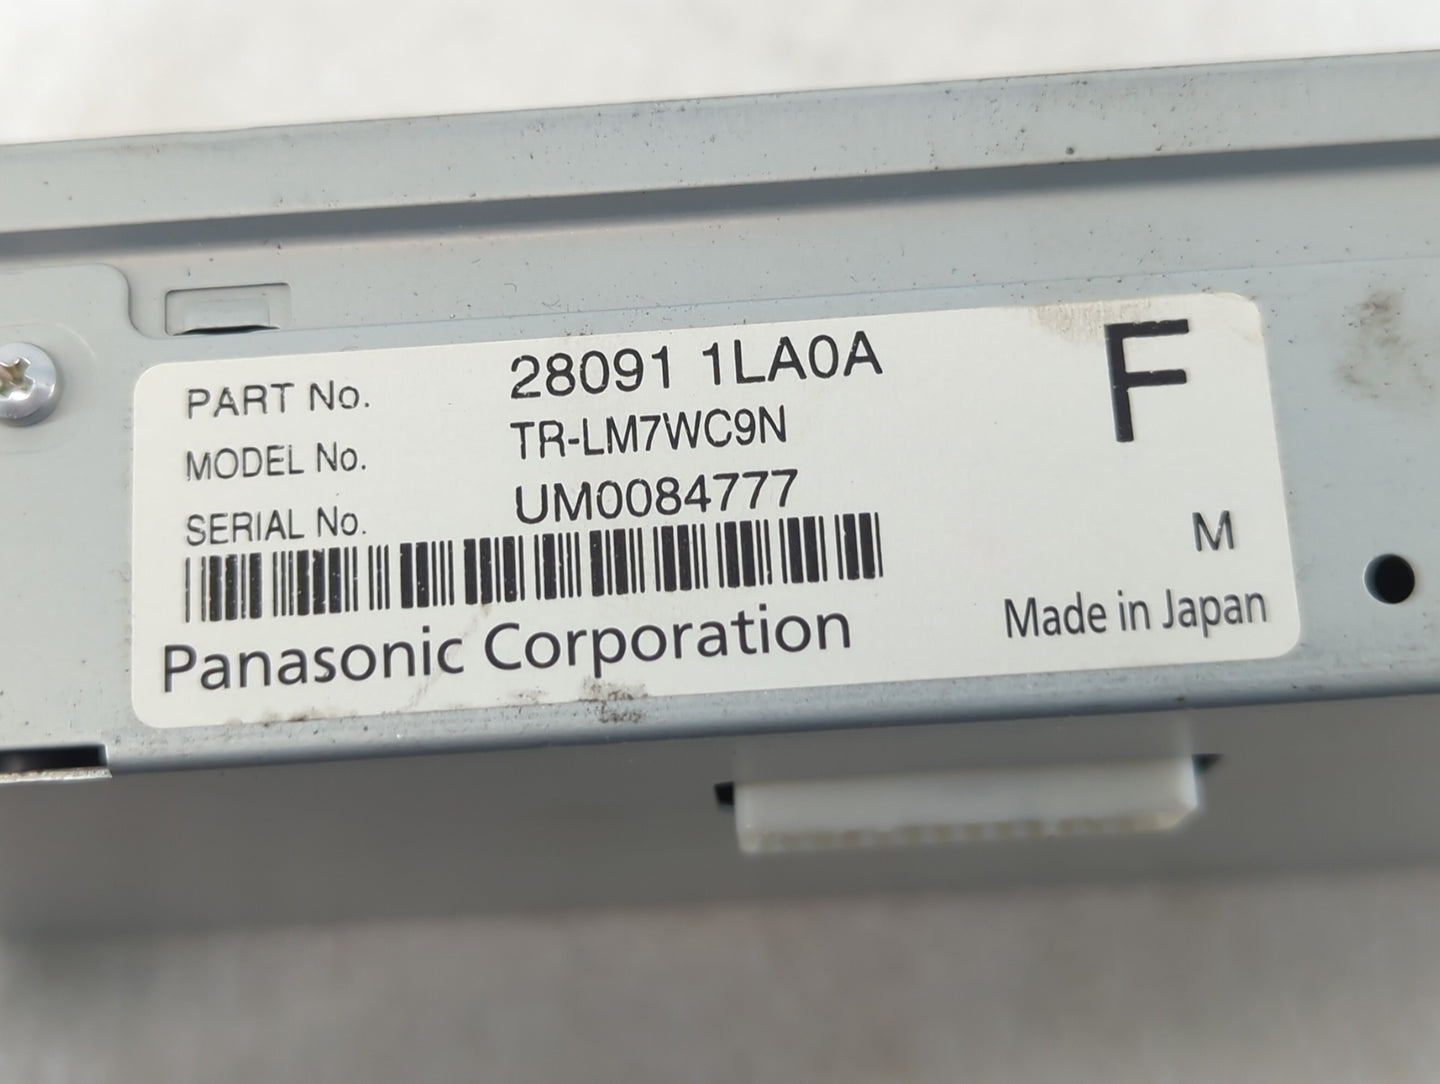 PART No. 28091 1LA0A
MODEL No. TR-LM7WC9N
SERIAL No. UM0084777
F
M
Panasonic Corporation
Made in Japan